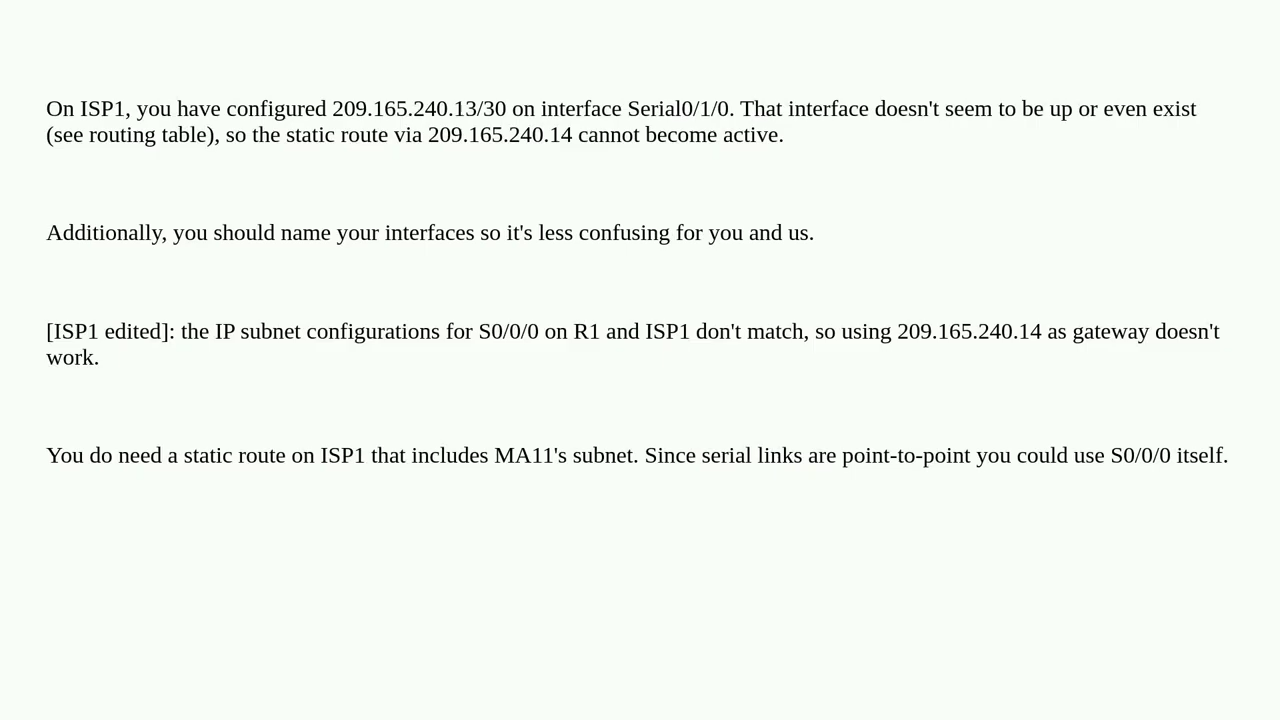 On ISP1, you have configured 209.165.240.13/30 on interface Serial0/1/0. That interface doesn't seem to be up or even exist
(see routing table), so the static route via 209.165.240.14 cannot become active.
Additionally, you should name your interfaces so it's less confusing for you and us.
[ISP1 edited]: the IP subnet configurations for S0/0/0 on R1 and ISP1 don't match, so using 209.165.240.14 as gateway doesn't
work.
You do need a static route on ISP1 that includes MA11's subnet. Since serial links are point-to-point you could use S0/0/0 itself.